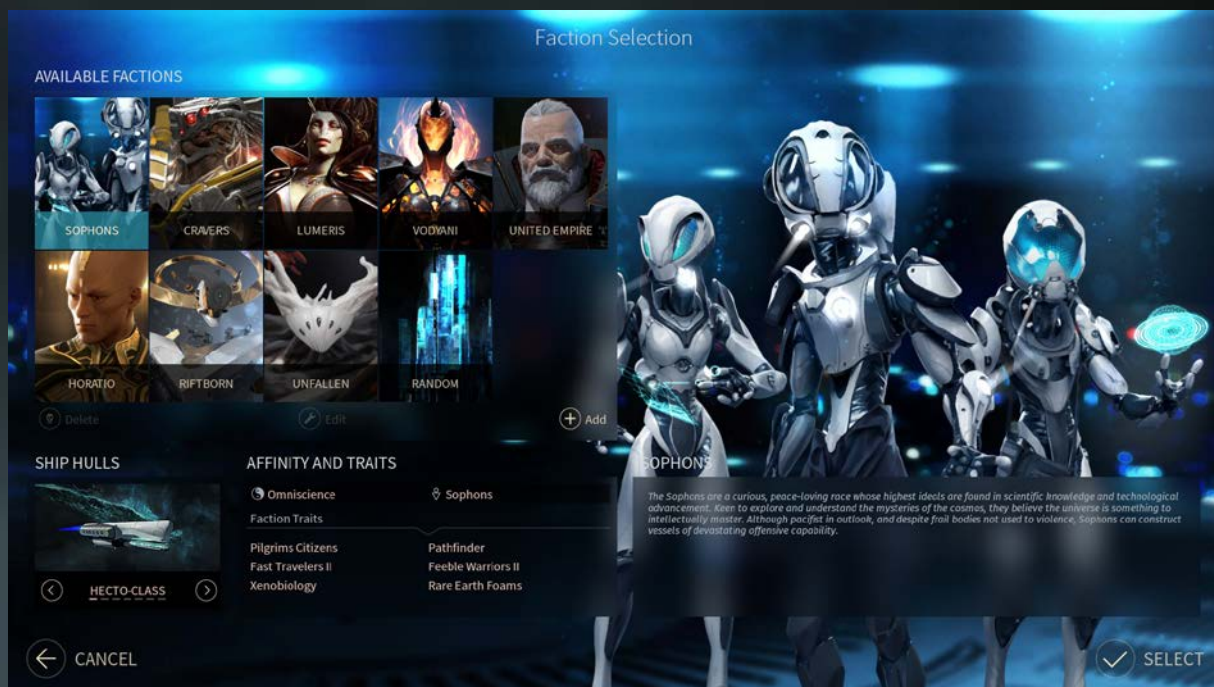 Faction Selection
AVAILABLE FACTIONS
SOPHONS
CRAVERS
LUMERIS
VODYANI
UNITED EMPIRE
HORATIO
RIFTBORN
UNFALLEN
RANDOM
Delete
Edit
Add
SHIP HULLS
HECTO-CLASS
AFFINITY AND TRAITS
Omniscience
Sophons
Faction Traits
Pilgrims Citizens
Pathfinder
Fast Travelers II
Feeble Warriors II
Xenobiology
Rare Earth Foams
SOPHONS
The Sophons are a curious, peace-loving race whose highest ideals are found in scientific knowledge and technological
advancement. Keen to explore and understand the mysteries of the cosmos, they believe the universe is something to
intellectually master. Although pacifist in outlook, and despite frail bodies not used to violence, Sophons can construct
vessels of devastating offensive capability.
CANCEL
SELECT